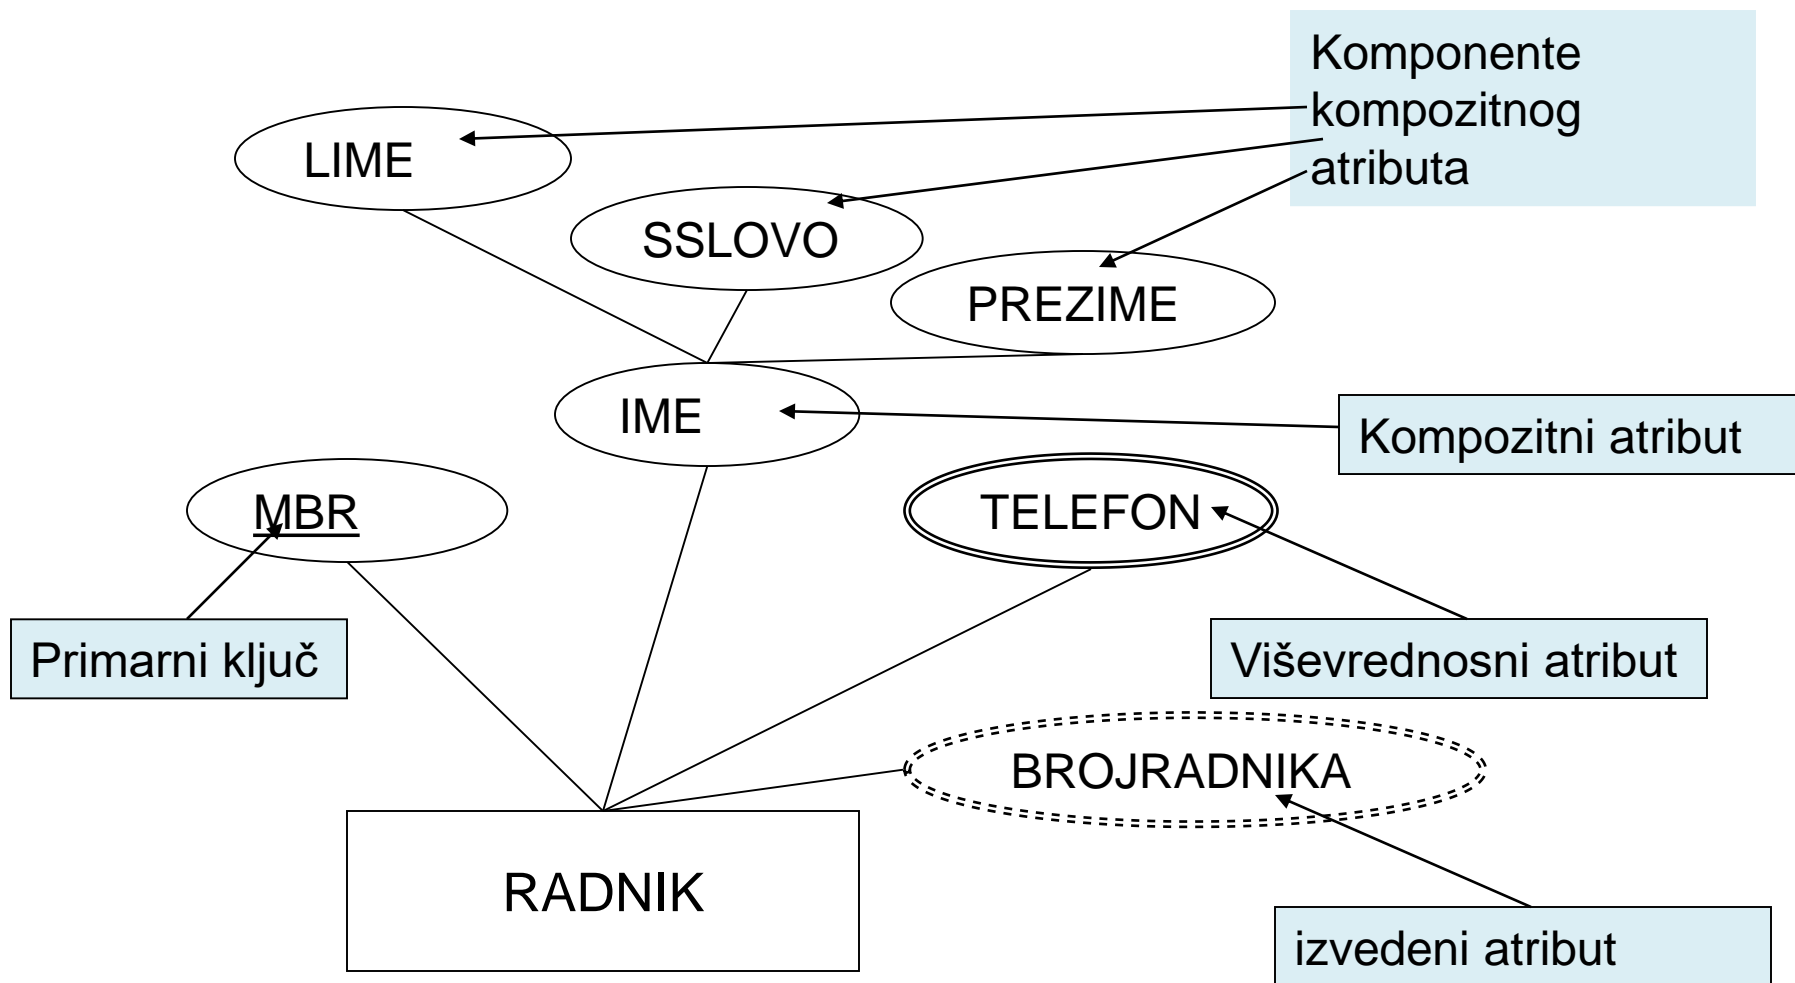 Komponente
kompozitnog
atributa
LIME
SSLOVO
PREZIME
IME
Kompozitni atribut
MBR
TELEFON
Primarni ključ
Viševrednosni atribut
BROJRADNIKA
RADNIK
izvedeni atribut